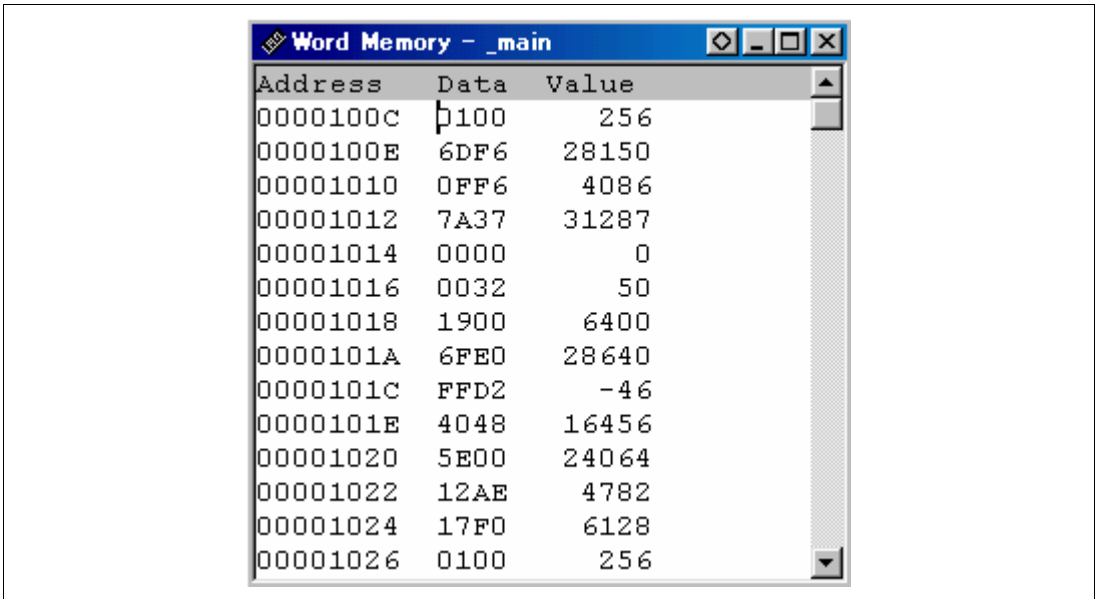 Word Memory - _main
Address Data Value
0000100C 0100 256
0000100E 6DF6 28150
00001010 0FF6 4086
00001012 7A37 31287
00001014 0000 0
00001016 0032 50
00001018 1900 6400
0000101A 6FE0 28640
0000101C FFD2 -46
0000101E 4048 16456
00001020 5E00 24064
00001022 12AE 4782
00001024 17F0 6128
00001026 0100 256